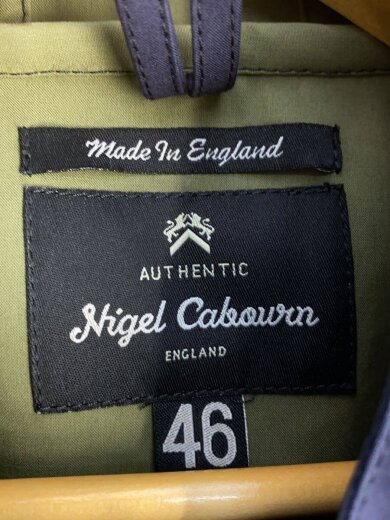 Made In England
AUTHENTIC
Nigel Cabourn
ENGLAND
46